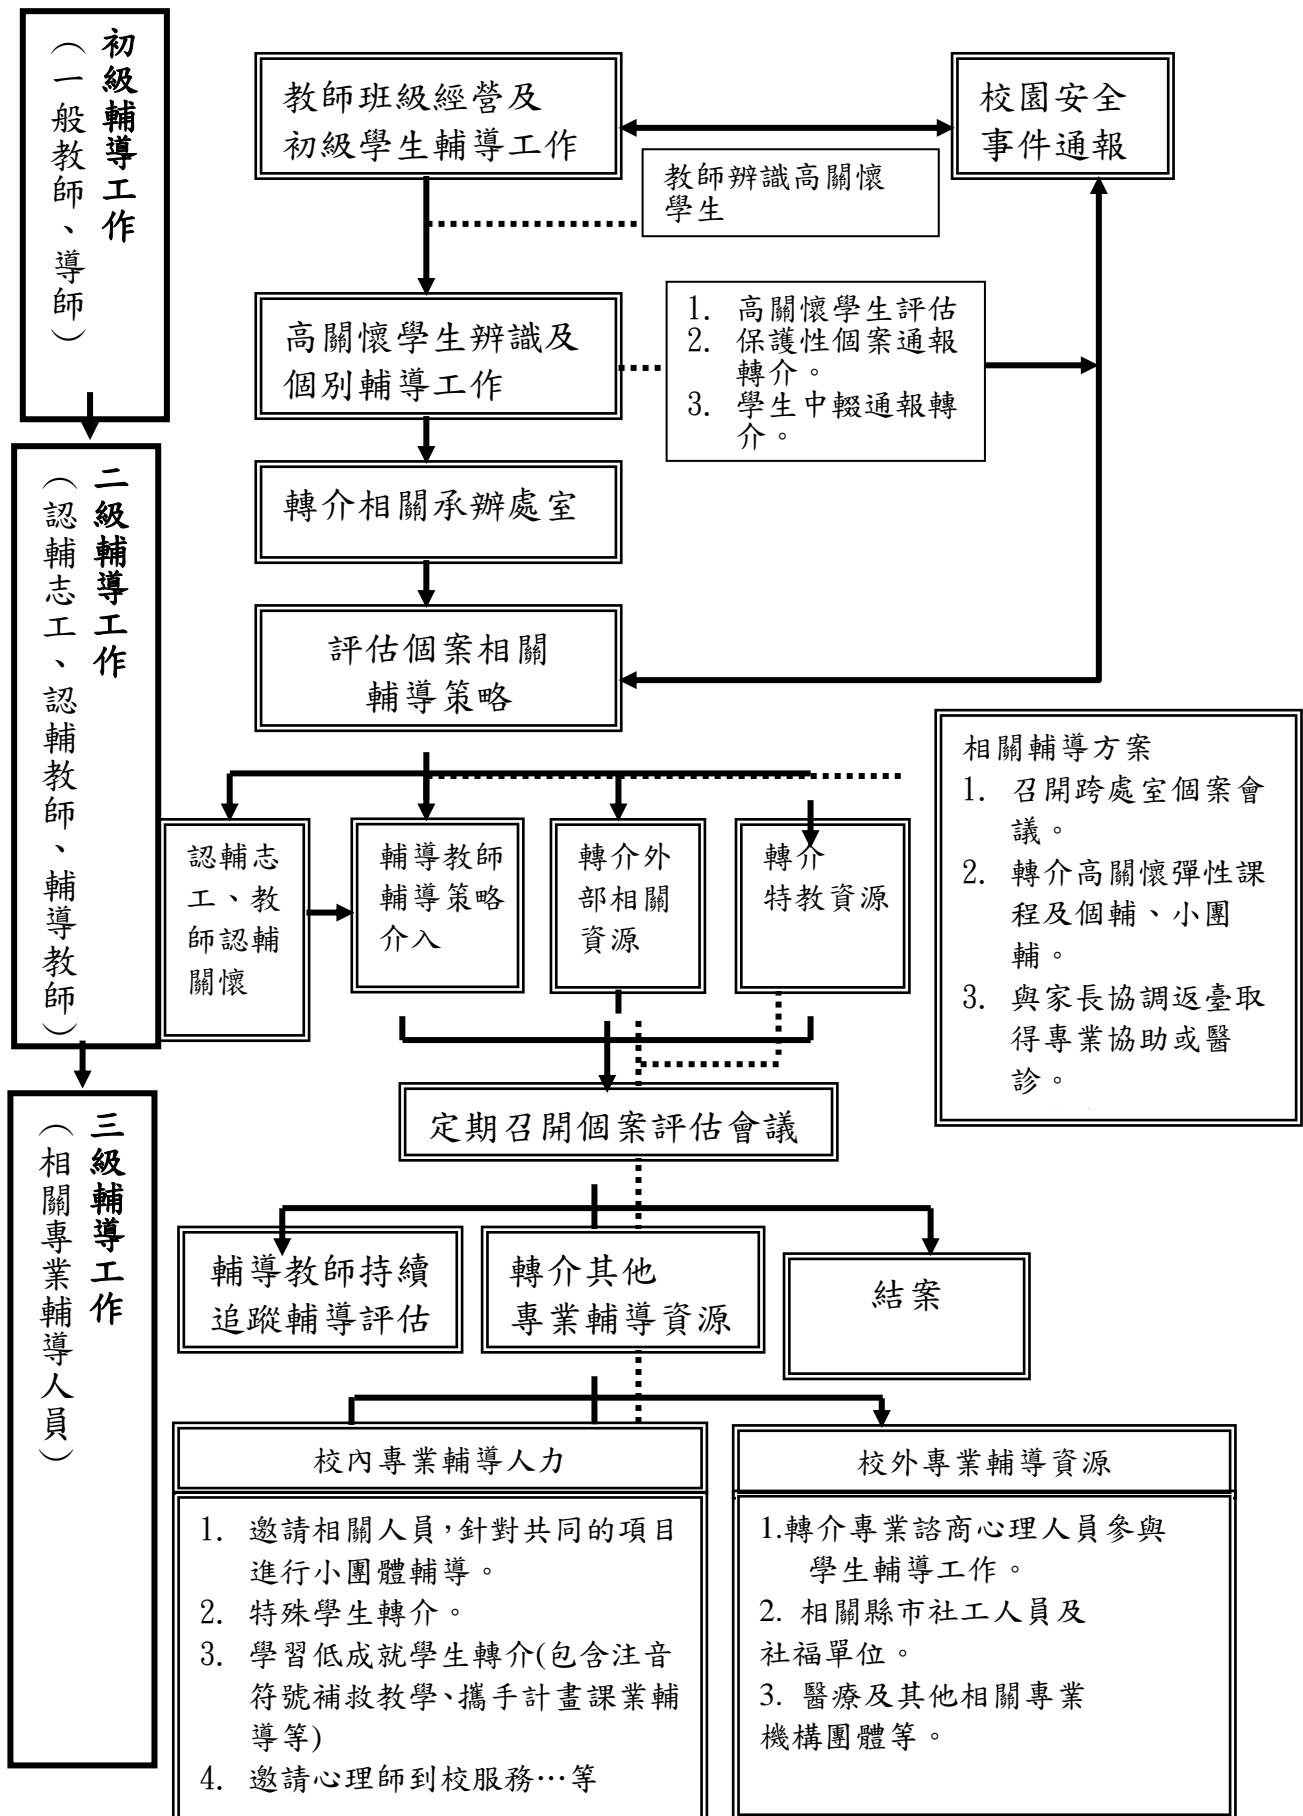 初級輔導工作
（一般教師、導師）
教師班級經營及
初級學生輔導工作
校園安全
事件通報
教師辨識高關懷
學生
高關懷學生辨識及
個別輔導工作
1. 高關懷學生評估
2. 保護性個案通報
轉介。
3. 學生中輟通報轉
介。
二級輔導工作
（認輔志工、認輔教師、輔導教師）
轉介相關承辦處室
評估個案相關
輔導策略
認輔志
工、教
師認輔
關懷
輔導教師
輔導策略
介入
轉介外
部相關
資源
轉介
特教資源
相關輔導方案
1. 召開跨處室個案會
議。
2. 轉介高關懷彈性課
程及個輔、小團
輔。
3. 與家長協調返臺取
得專業協助或醫
診。
三級輔導工作
（相關專業輔導人員）
定期召開個案評估會議
輔導教師持續
追蹤輔導評估
轉介其他
專業輔導資源
結案
校內專業輔導人力
1. 邀請相關人員，針對共同的項目
進行小團體輔導。
2. 特殊學生轉介。
3. 學習低成就學生轉介(包含注音
符號補救教學、攜手計畫課業輔
導等)
4. 邀請心理師到校服務…等
校外專業輔導資源
1.轉介專業諮商心理人員參與
學生輔導工作。
2. 相關縣市社工人員及
社福單位。
3. 醫療及其他相關專業
機構團體等。